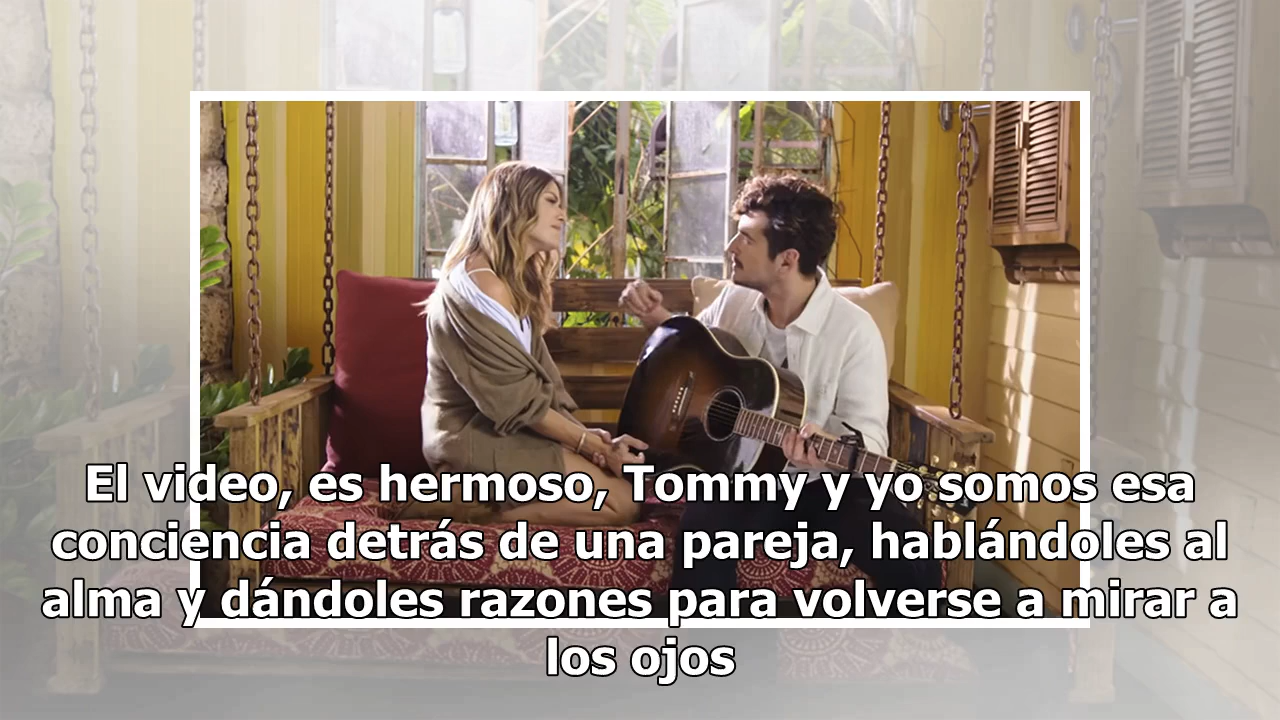 El video, es hermoso, Tommy y yo somos esa
conciencia detrás de una pareja, hablándoles al
alma y dándoles razones para volverse a mirar a
los ojos